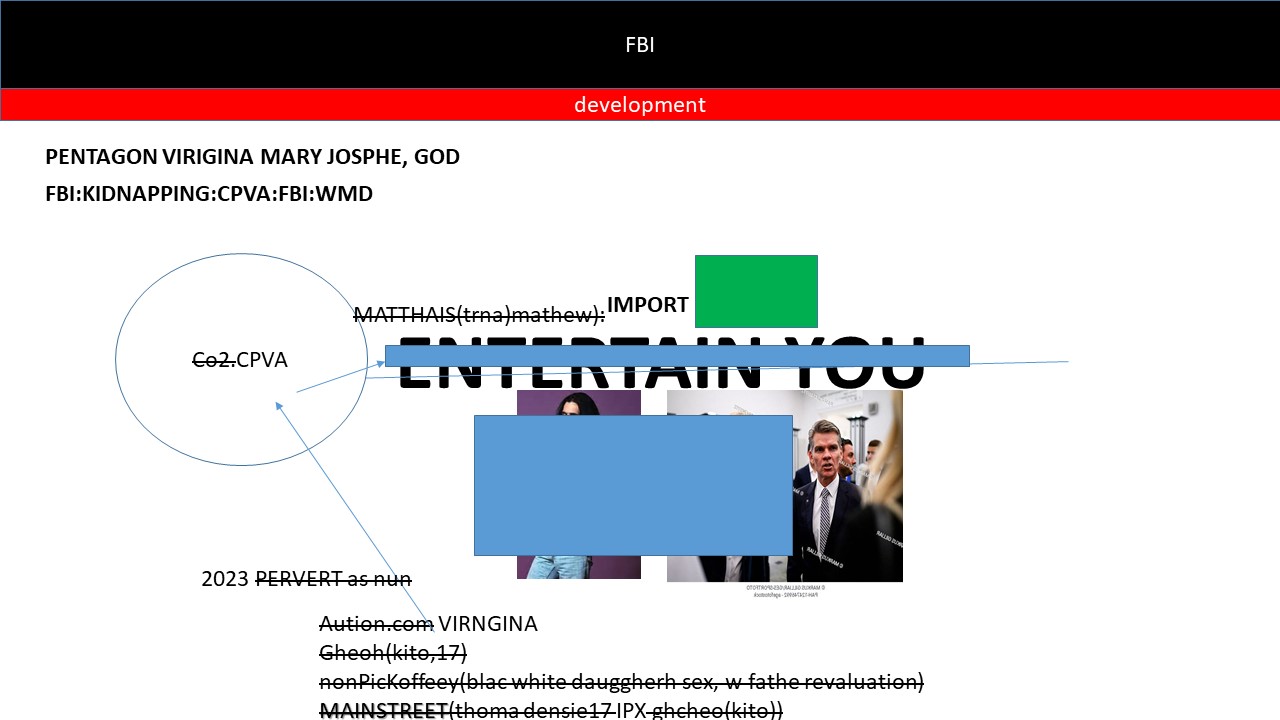 FBI
development
PENTAGON VIRIGINA MARY JOSPHE, GOD
FBI:KIDNAPPING:CPVA:FBI:WMD
MATTHAIS(trna)mathew): IMPORT
Co2.CPVA
ENTERTAIN YOU
2023 PERVERT as nun
Aution.com VIRNGINA
Gheoh(kito,17)
nonPicKoffeey(blac white dauggherh sex, w fathe revaluation)
MAINSTREET(thoma densie17 IPX ghcheo(kito))